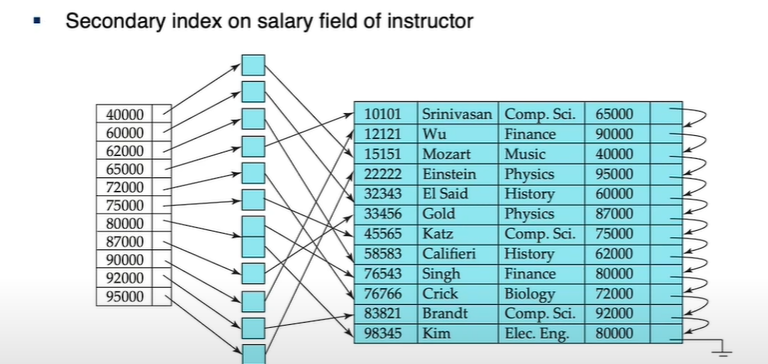 Secondary index on salary field of instructor
40000
60000
62000
65000
72000
75000
80000
87000
90000
92000
95000
10101 Srinivasan Comp. Sci. 65000
12121 Wu Finance 90000
15151 Mozart Music 40000
22222 Einstein Physics 95000
32343 El Said History 60000
33456 Gold Physics 87000
45565 Katz Comp. Sci. 75000
58583 Califieri History 62000
76543 Singh Finance 80000
76766 Crick Biology 72000
83821 Brandt Comp. Sci. 92000
98345 Kim Elec. Eng. 80000